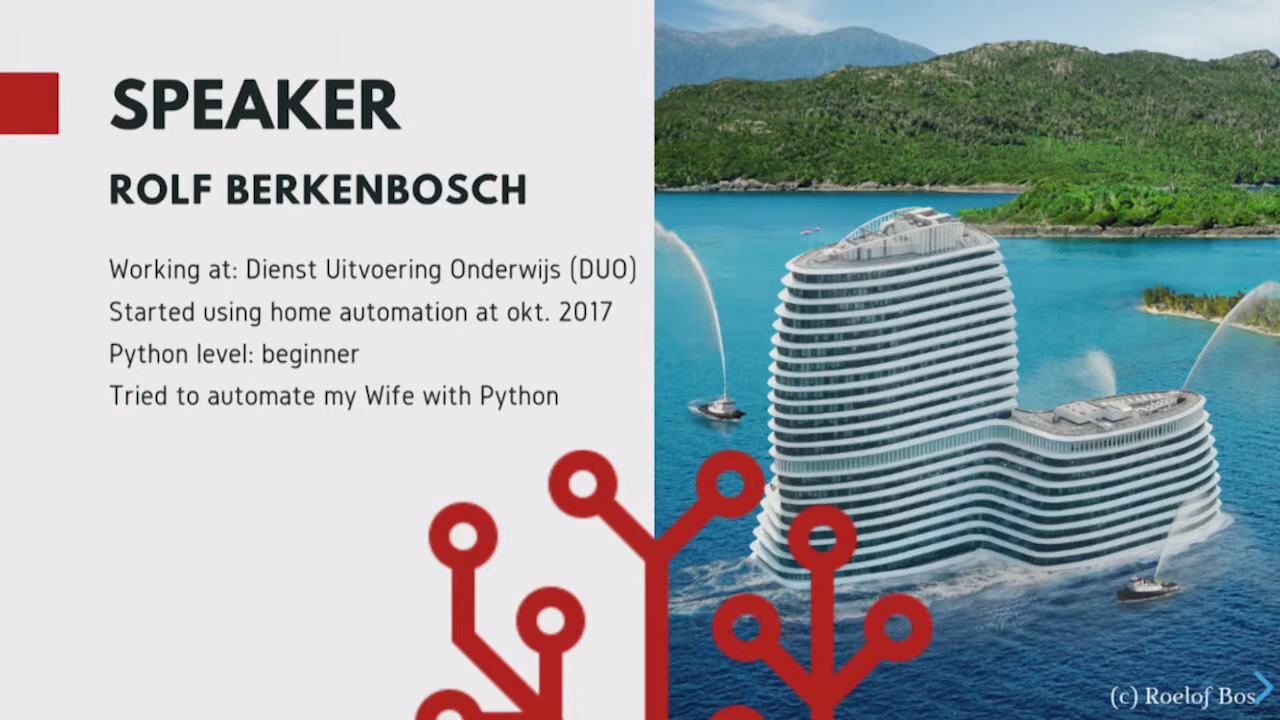 SPEAKER
ROLF BERKENBOSCH
Working at: Dienst Uitvoering Onderwijs (DUO)
Started using home automation at okt. 2017
Python level: beginner
Tried to automate my Wife with Python
(c) Roelof Bos